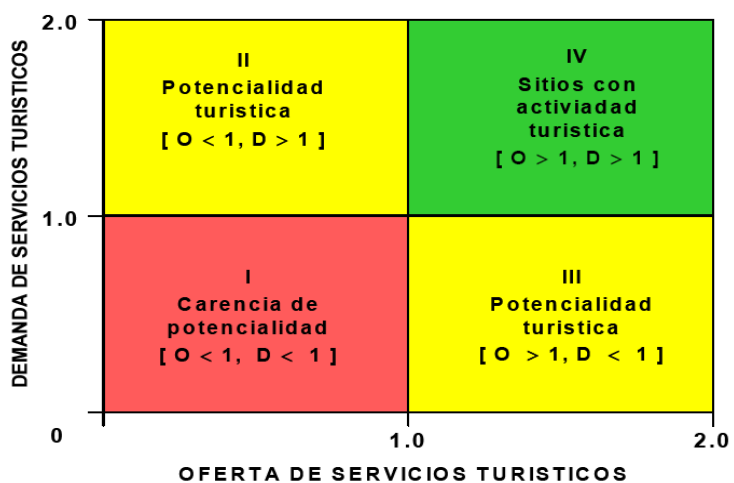 2.0
DEMANDA DE SERVICIOS TURISTICOS
II
Potencialidad
turistica
[ O < 1, D > 1 ]
IV
Sitios con
activiadad
turistica
[ O > 1, D > 1 ]
1.0
I
Carencia de
potencialidad
[ O < 1, D < 1 ]
III
Potencialidad
turistica
[ O > 1, D < 1 ]
0
1.0
2.0
OFERTA DE SERVICIOS TURISTICOS